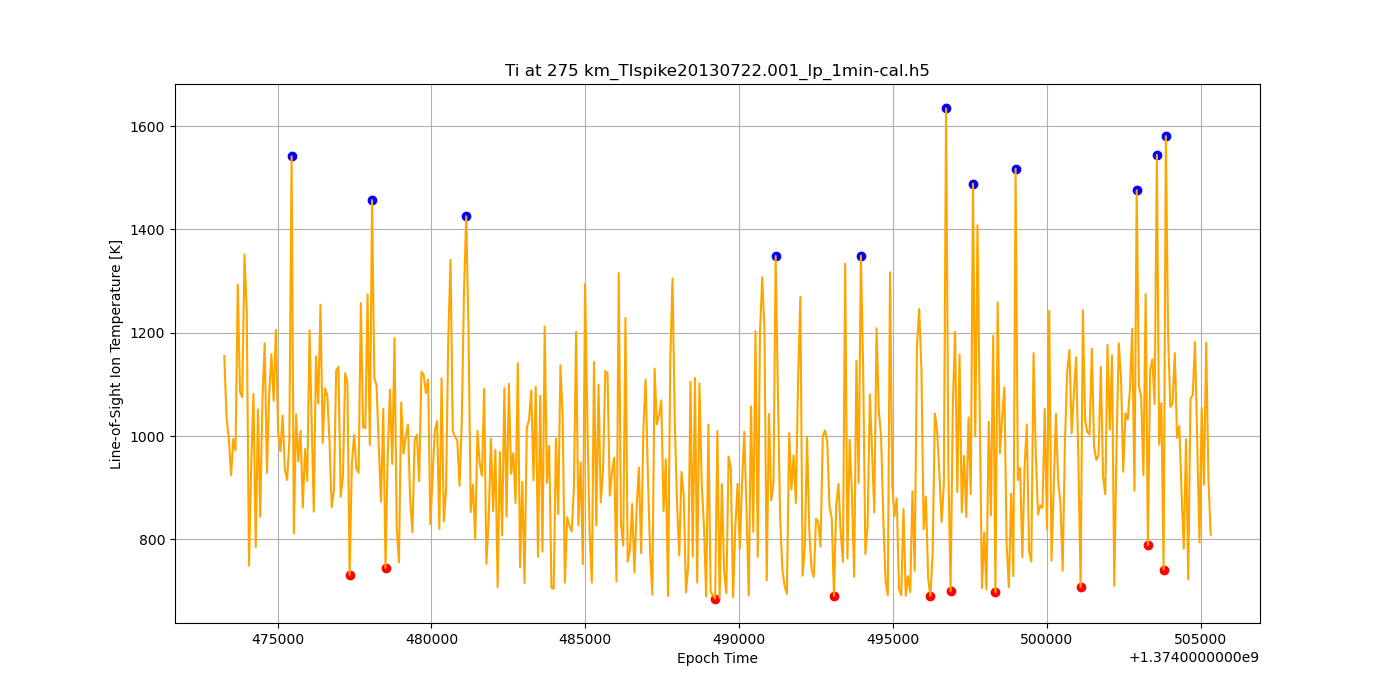 Ti at 275 km_TIspike20130722.001_lp_1min-cal.h5
Line-of-Sight Ion Temperature [K]
1600
1400
1200
1000
800
475000 480000 485000 490000 495000 500000 505000
Epoch Time
+1.3740000000e9